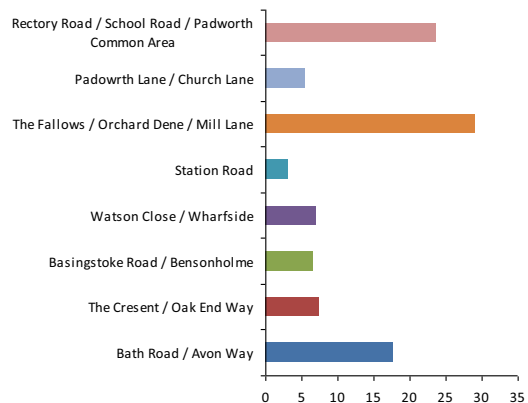 Rectory Road / School Road / Padworth
Common Area
Padowrth Lane / Church Lane
The Fallows / Orchard Dene / Mill Lane
Station Road
Watson Close / Wharfside
Basingstoke Road / Bensonholme
The Cresent / Oak End Way
Bath Road / Avon Way
0 5 10 15 20 25 30 35